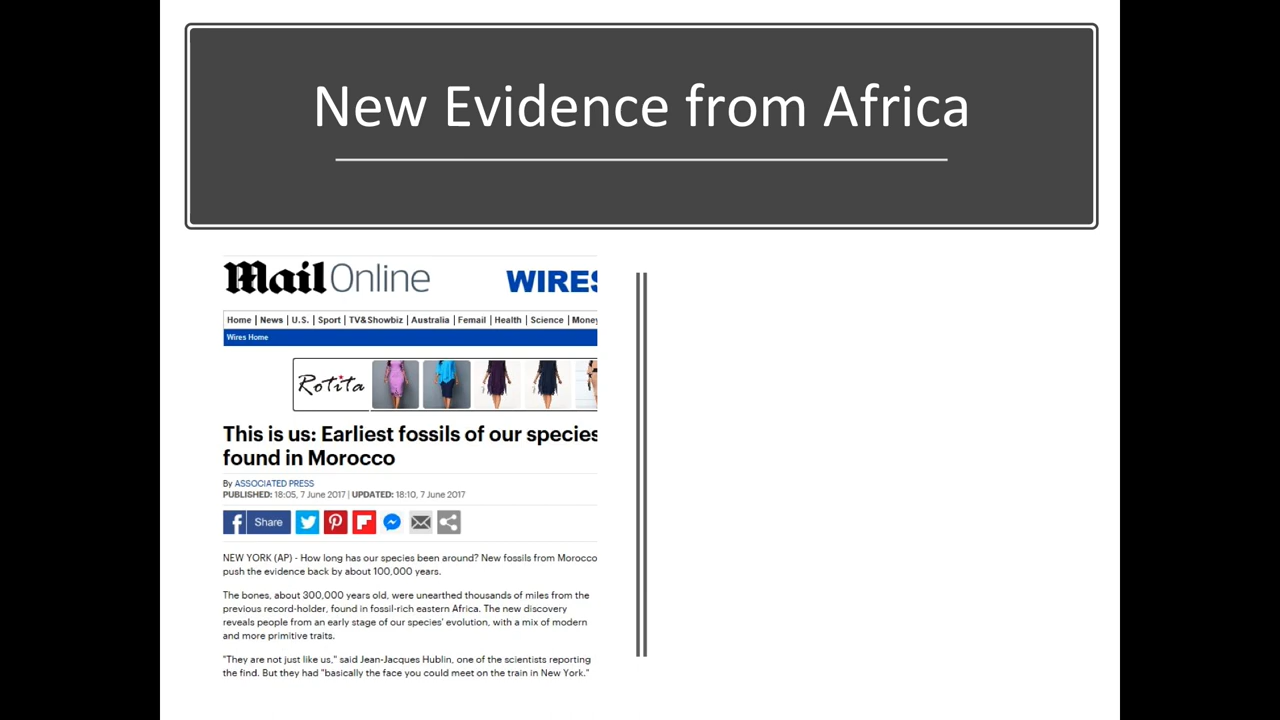 New Evidence from Africa
Mail Online
WIRES
Home | News | U.S. | Sport | TV&Showbiz | Australia | Femail | Health | Science | Money
Wires Home
Rotita
This is us: Earliest fossils of our species
found in Morocco
By ASSOCIATED PRESS
PUBLISHED: 18:05, 7 June 2017 | UPDATED: 18:10, 7 June 2017
Share
NEW YORK (AP) - How long has our species been around? New fossils from Morocco
push the evidence back by about 100,000 years.
The bones, about 300,000 years old, were unearthed thousands of miles from the
previous record-holder, found in fossil-rich eastern Africa. The new discovery
reveals people from an early stage of our species' evolution, with a mix of modern
and more primitive traits.
"They are not just like us," said Jean-Jacques Hublin, one of the scientists reporting
the find. But they had "basically the face you could meet on the train in New York."